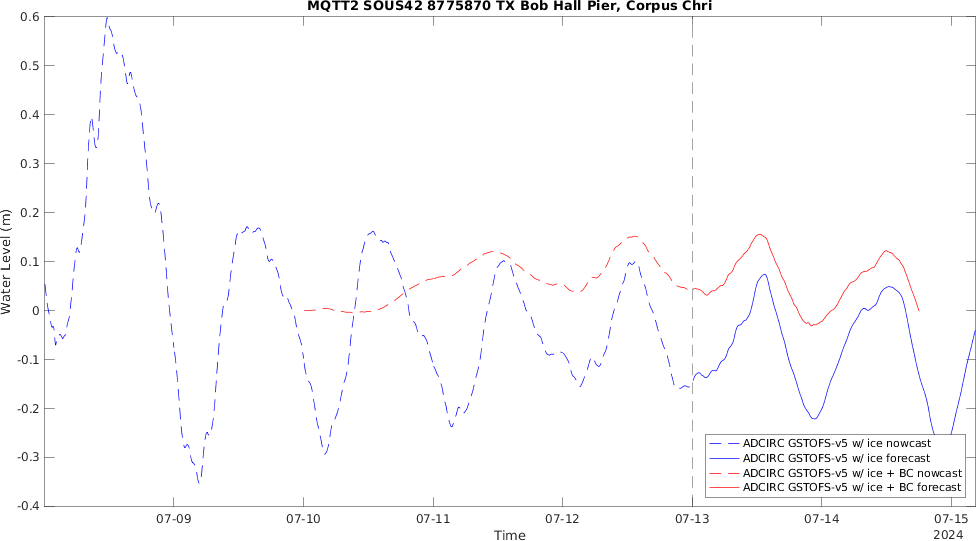 MQTT2 SOUS42 8775870 TX Bob Hall Pier, Corpus Chri
Water Level (m)
0.6
0.5
0.4
0.3
0.2
0.1
0
-0.1
-0.2
-0.3
-0.4
ADCIRC GSTOFS-v5 w/ ice nowcast
ADCIRC GSTOFS-v5 w/ ice forecast
ADCIRC GSTOFS-v5 w/ ice + BC nowcast
ADCIRC GSTOFS-v5 w/ ice + BC forecast
07-09 07-10 07-11 07-12 07-13 07-14 07-15
Time
2024